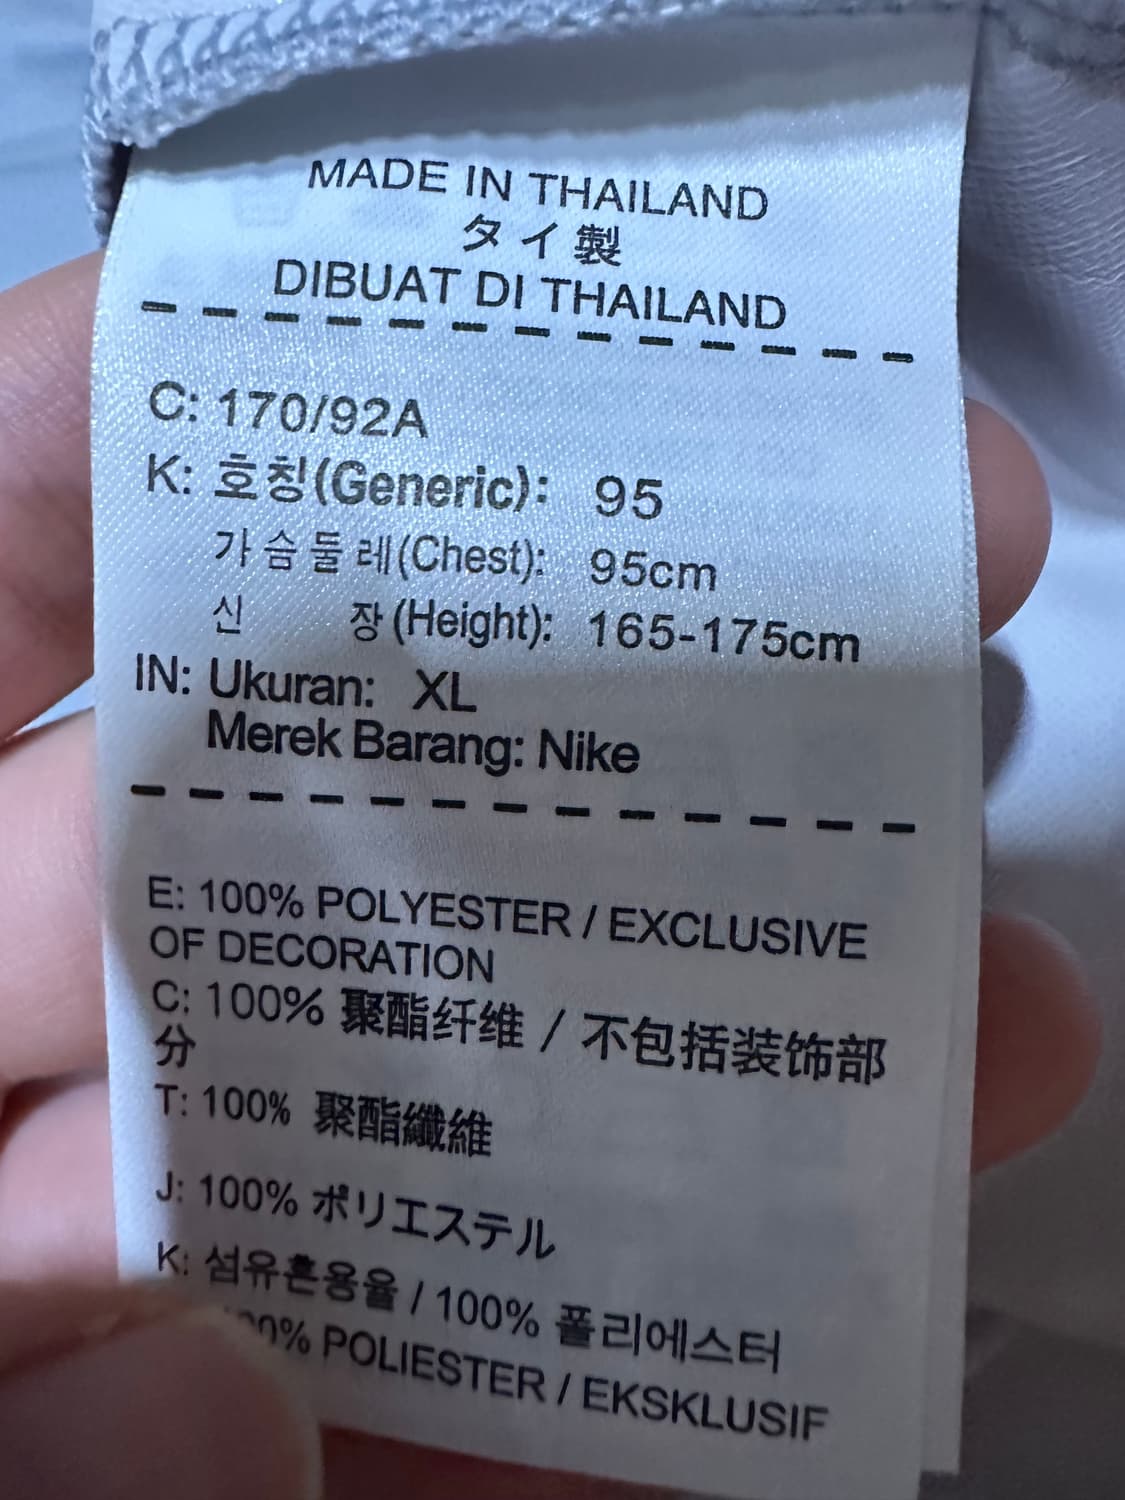 MADE IN THAILAND
タイ製
DIBUAT DI THAILAND
C: 170/92A
K: 호칭(Generic): 95
가슴둘레(Chest): 95cm
신 장(Height): 165-175cm
IN: Ukuran: XL
Merek Barang: Nike
E: 100% POLYESTER / EXCLUSIVE
OF DECORATION
C: 100% 聚酯纤维 / 不包括装饰部
分
T: 100% 聚酯纖維
J: 100% ポリエステル
K: 섬유혼용율 / 100% 폴리에스터
POLIESTER / EKSKLUSIF